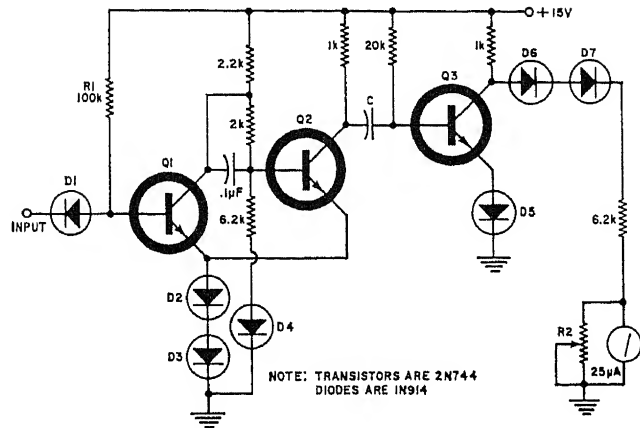 +15V
1k
20k
1k
D6
D7
2.2k
R1
100k
Q3
C
Q2
2k
Q1
D1
.1µF
INPUT
6.2k
D5
6.2k
D2
D4
D3
R2
25µA
NOTE: TRANSISTORS ARE 2N744
DIODES ARE IN914